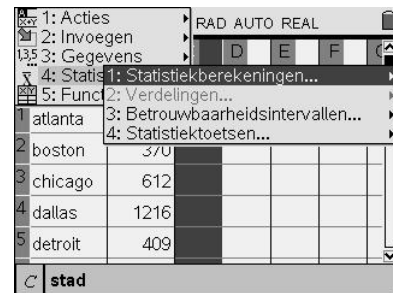 1: Acties
RAD AUTO REAL
2: Invoegen
3: Gegevens
D E F
4: Statis
1: Statistiekberekeningen...
5: Funct
2: Verdelingen...
3: Betrouwbaarheidsintervallen...
4: Statistiektoetsen...
1 atlanta
2 boston 370
3 chicago 612
4 dallas 1216
5 detroit 409
C stad